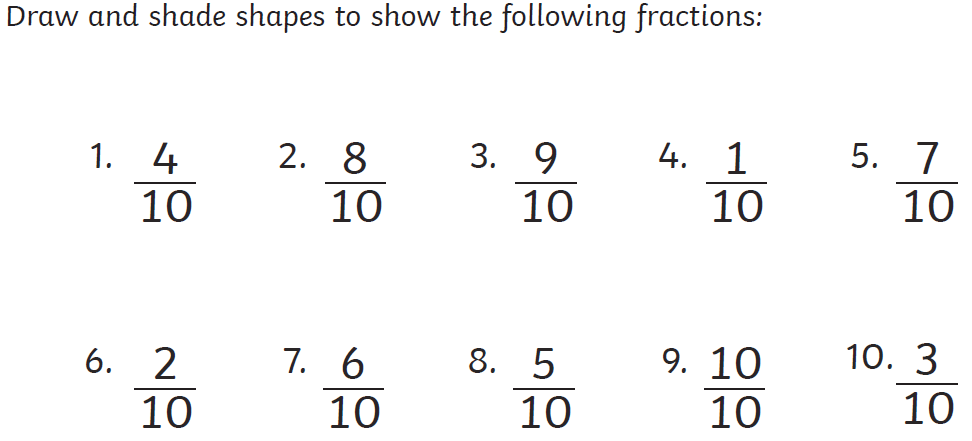 Draw and shade shapes to show the following fractions:
1. 4/10 2. 8/10 3. 9/10 4. 1/10 5. 7/10
6. 2/10 7. 6/10 8. 5/10 9. 10/10 10. 3/10